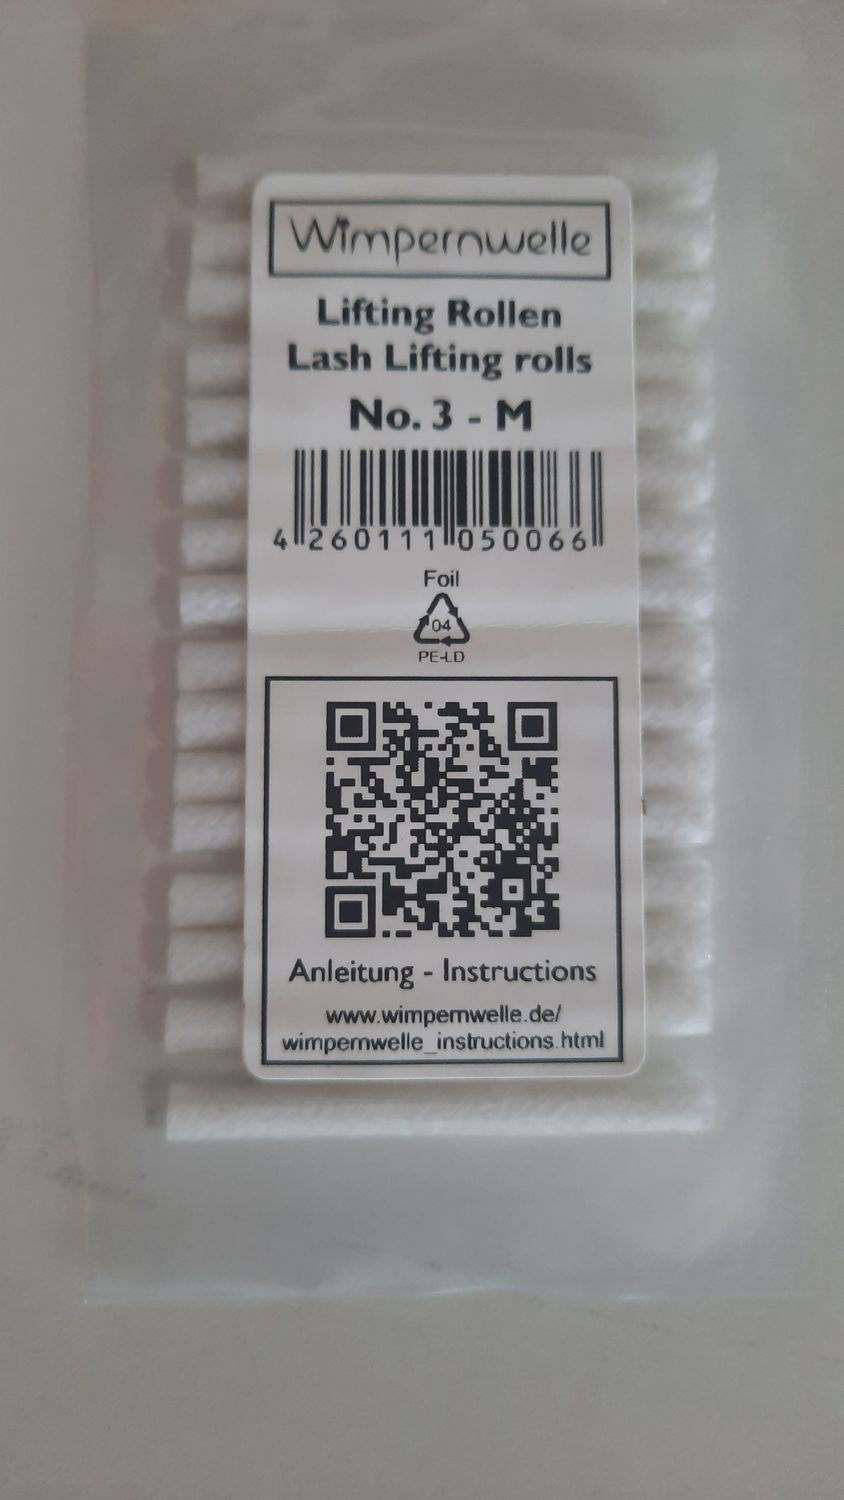 Wimpernwelle
Lifting Rollen
Lash Lifting rolls
No. 3 - M
4 260111 050066
Foil
04
PE-LD
Anleitung - Instructions
www.wimpernwelle.de/
wimpernwelle_instructions.html